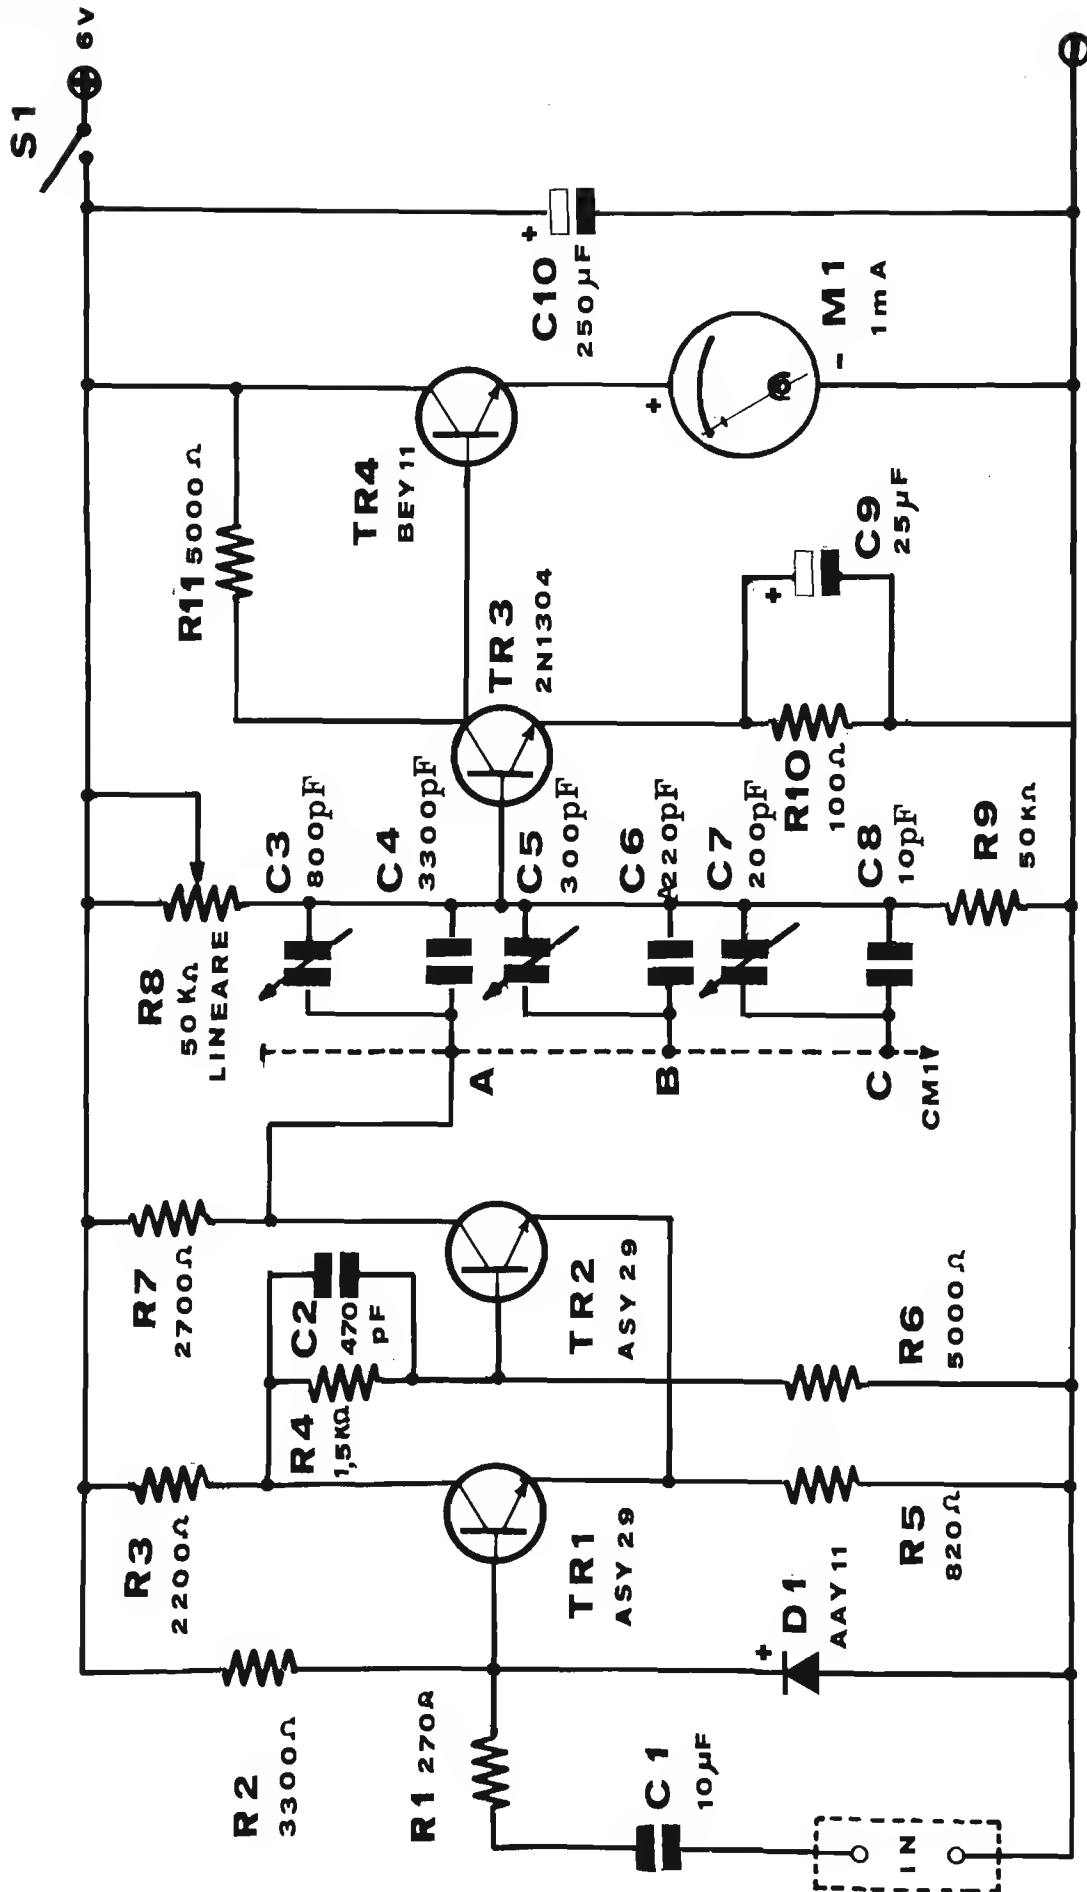 S1
6V
C10
250µF
+
- M1
1mA
+
R11 5000Ω
TR4
BEY11
C9
25µF
+
TR3
2N1304
R8
50KΩ
LINEARE
C3
800pF
C4
3300pF
C5
300pF
C6
220pF
C7
200pF
C8
10pF
R10
100Ω
R9
50KΩ
A
B
C
CM1
R7
2700Ω
C2
470
pF
TR2
ASY 29
R6
5000Ω
R4
1,5KΩ
R3
2200Ω
TR1
ASY 29
R5
820Ω
D1
AAY11
+
R2
3300Ω
R1 270Ω
C1
10µF
IN